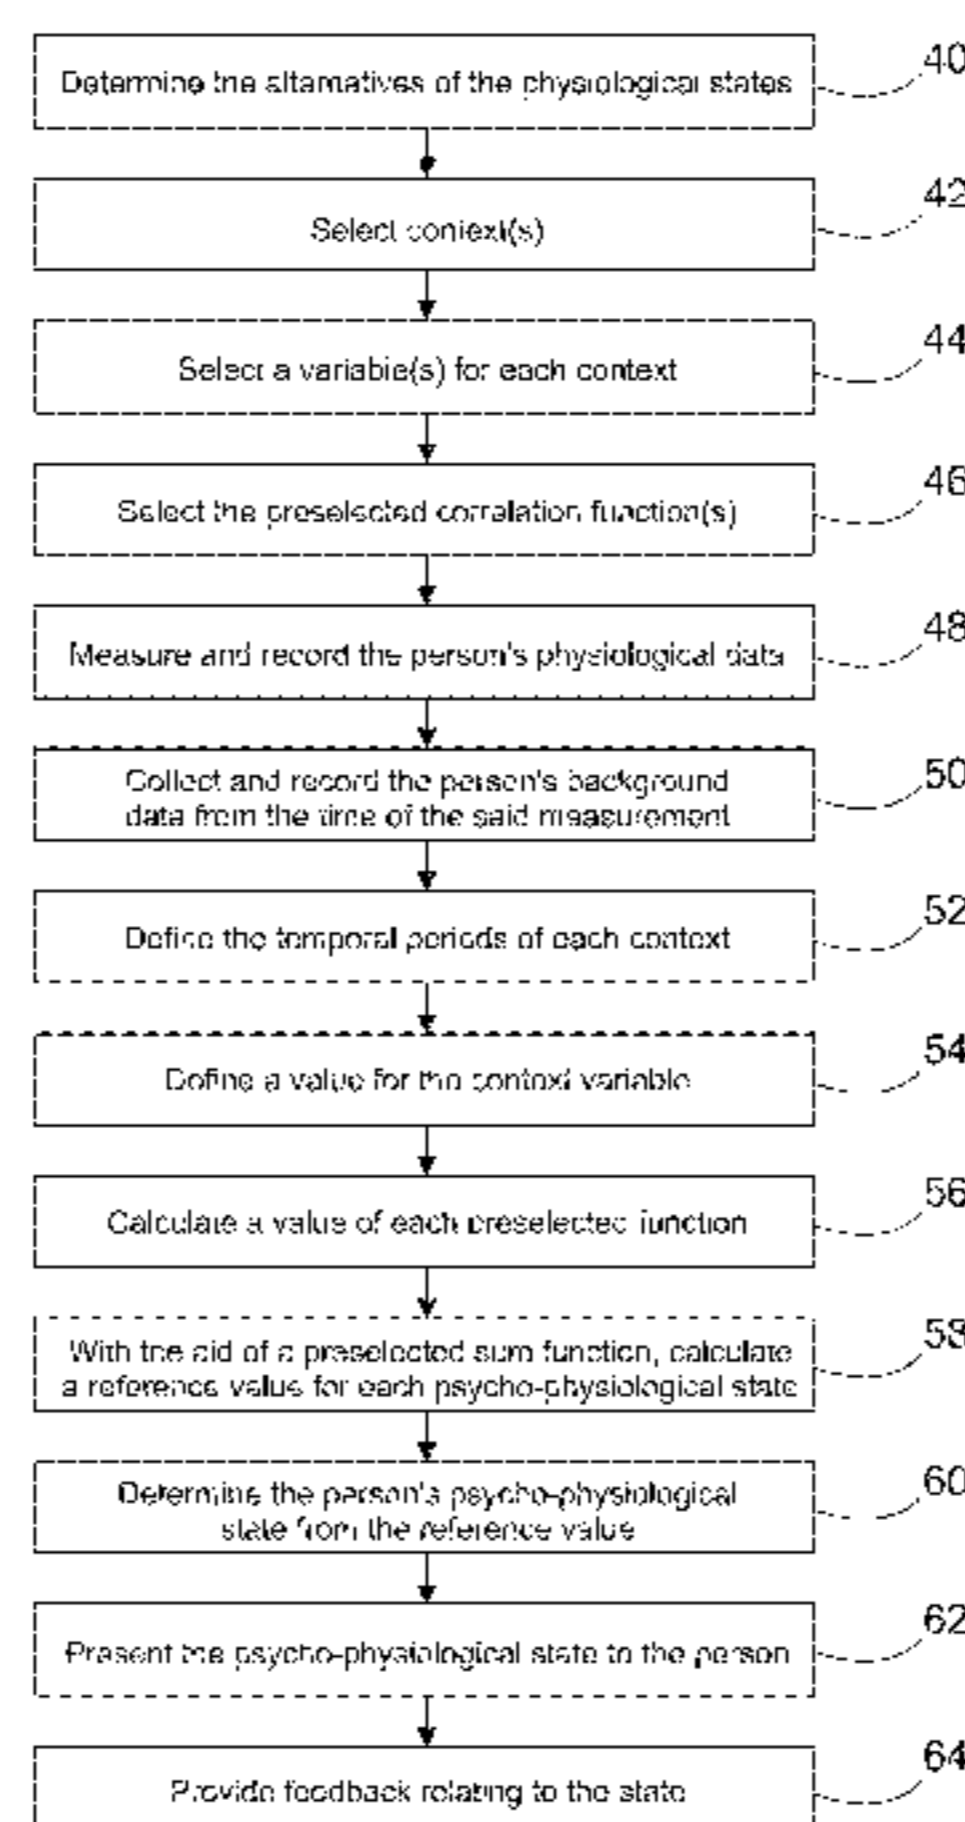 Determine the altarnatives of the physiological states
40
Select context(s)
42
Select a variable(s) for each context
44
Select the preselected corralation function(s)
46
Measure and record the person's physiological data
48
Collect and record the person's background
data from the time of the said measurement
50
Define the temporal periods of each context
52
Define a value for the context variable
54
Calculate a value of each preselected function
56
With the aid of a preselected sum function, calculate
a reference value for each psycho-physiological state
58
Determine the person's psycho-physiological
state from the reference value
60
Present the psycho-physiological state to the person
62
Provide feedback relating to the state
64